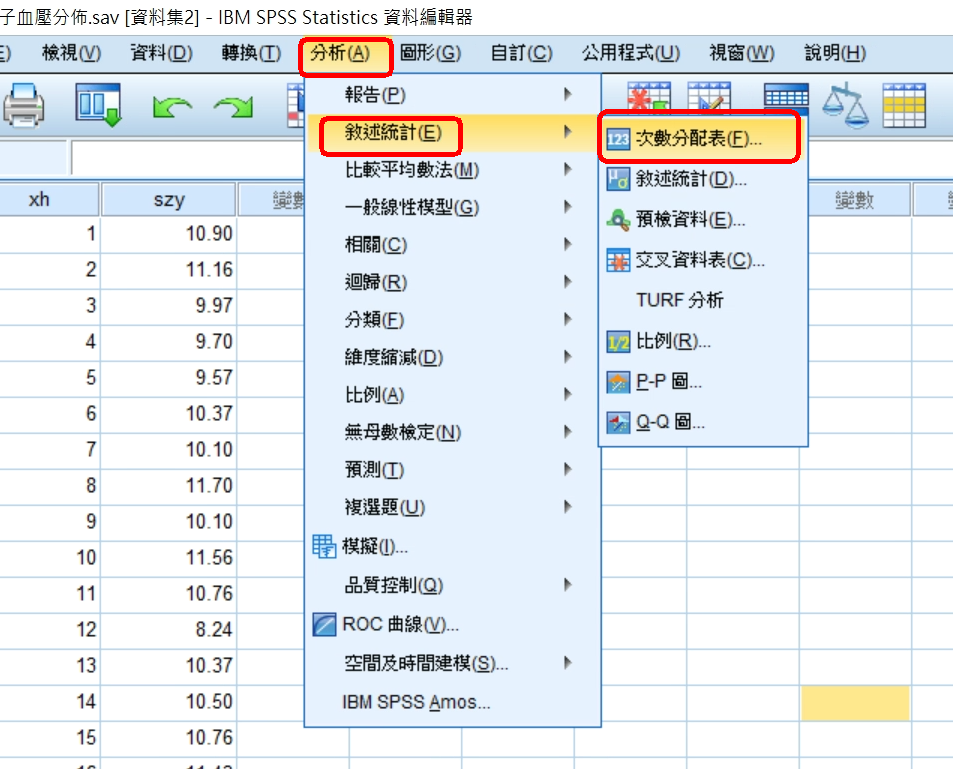 子血壓分佈.sav [資料集2] - IBM SPSS Statistics 資料編輯器
檢視(V) 資料(D) 轉換(T) 分析(A) 圖形(G) 自訂(C) 公用程式(U) 視窗(W) 說明(H)
報告(P)
敘述統計(E)
比較平均數法(M)
一般線性模型(G)
相關(C)
迴歸(R)
分類(F)
維度縮減(D)
比例(A)
無母數檢定(N)
預測(T)
複選題(U)
模擬(I)...
品質控制(Q)
ROC 曲線(V)...
空間及時間建模(S)...
IBM SPSS Amos...
123 次數分配表(F)...
敘述統計(D)...
預檢資料(E)...
交叉資料表(C)...
TURF 分析
1/2 比例(R)...
P-P 圖...
Q-Q 圖...
xh szy 變數 變數
1 10.90
2 11.16
3 9.97
4 9.70
5 9.57
6 10.37
7 10.10
8 11.70
9 10.10
10 11.56
11 10.76
12 8.24
13 10.37
14 10.50
15 10.76